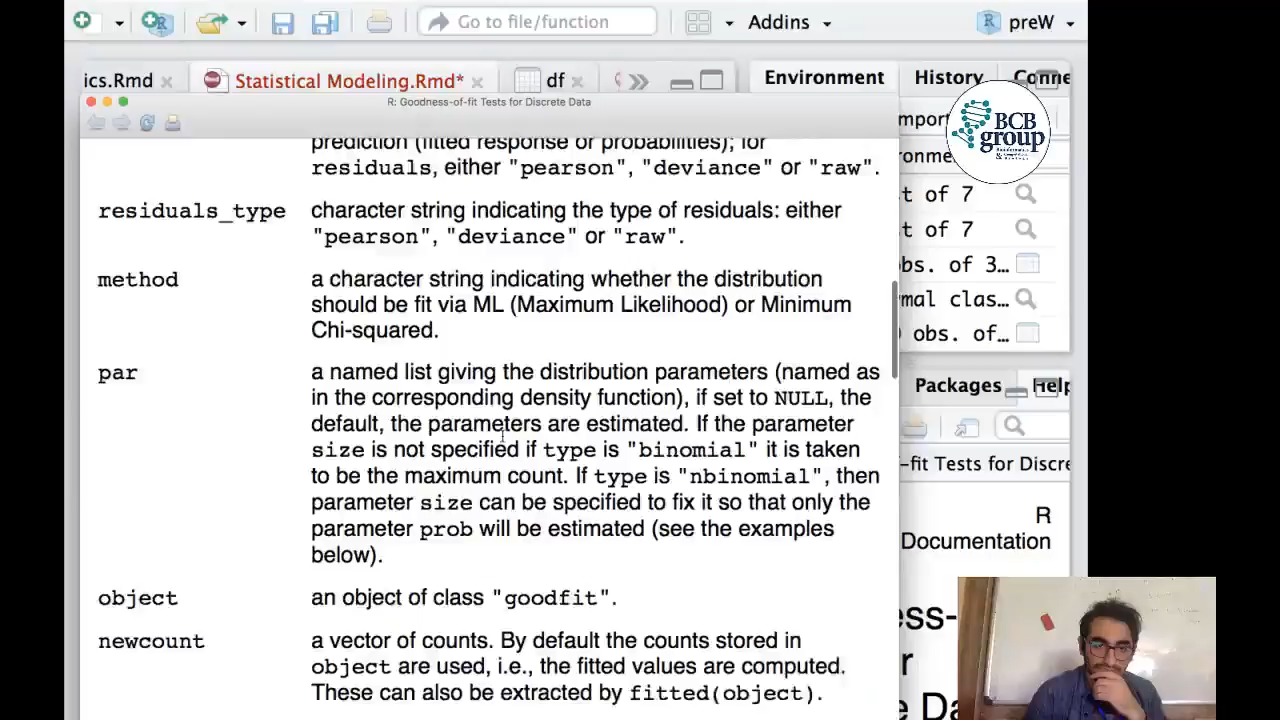 Go to file/function
Addins
preW
ics.Rmd
Statistical Modeling.Rmd*
df
Environment
History
Conne
R: Goodness-of-fit Tests for Discrete Data
BCB
group
mport
onme
prediction (fitted response or probabilities); for
residuals, either "pearson", "deviance" or "raw".
t of 7
residuals_type
character string indicating the type of residuals: either
"pearson", "deviance" or "raw".
t of 7
obs. of 3…
method
a character string indicating whether the distribution
should be fit via ML (Maximum Likelihood) or Minimum
Chi-squared.
mal clas…
obs. of…
par
a named list giving the distribution parameters (named as
in the corresponding density function), if set to NULL, the
default, the parameters are estimated. If the parameter
size is not specified if type is "binomial" it is taken
to be the maximum count. If type is "nbinomial", then
parameter size can be specified to fix it so that only the
parameter prob will be estimated (see the examples
below).
Packages
Help
-fit Tests for Discre
R
Documentation
object
an object of class "goodfit".
newcount
a vector of counts. By default the counts stored in
object are used, i.e., the fitted values are computed.
These can also be extracted by fitted(object).
ess-
r
e Da